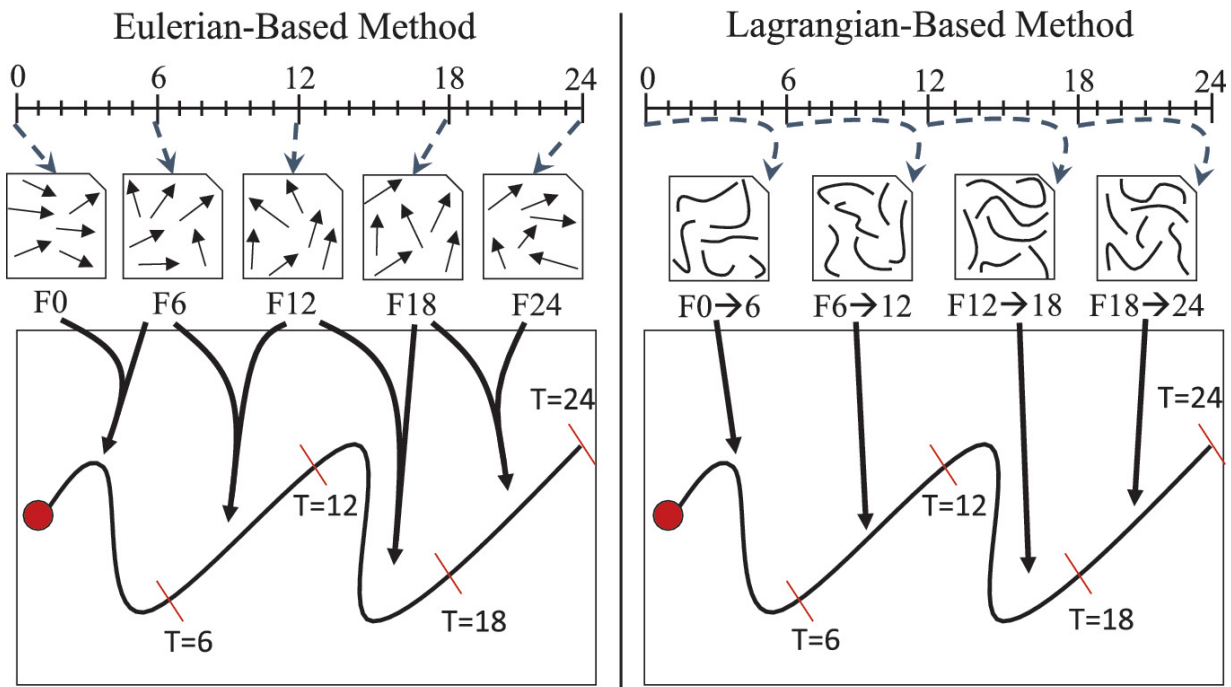 Eulerian-Based Method
0 6 12 18 24
F0 F6 F12 F18 F24
T=24
T=12
T=18
T=6
Lagrangian-Based Method
0 6 12 18 24
F0→6 F6→12 F12→18 F18→24
T=24
T=12
T=18
T=6